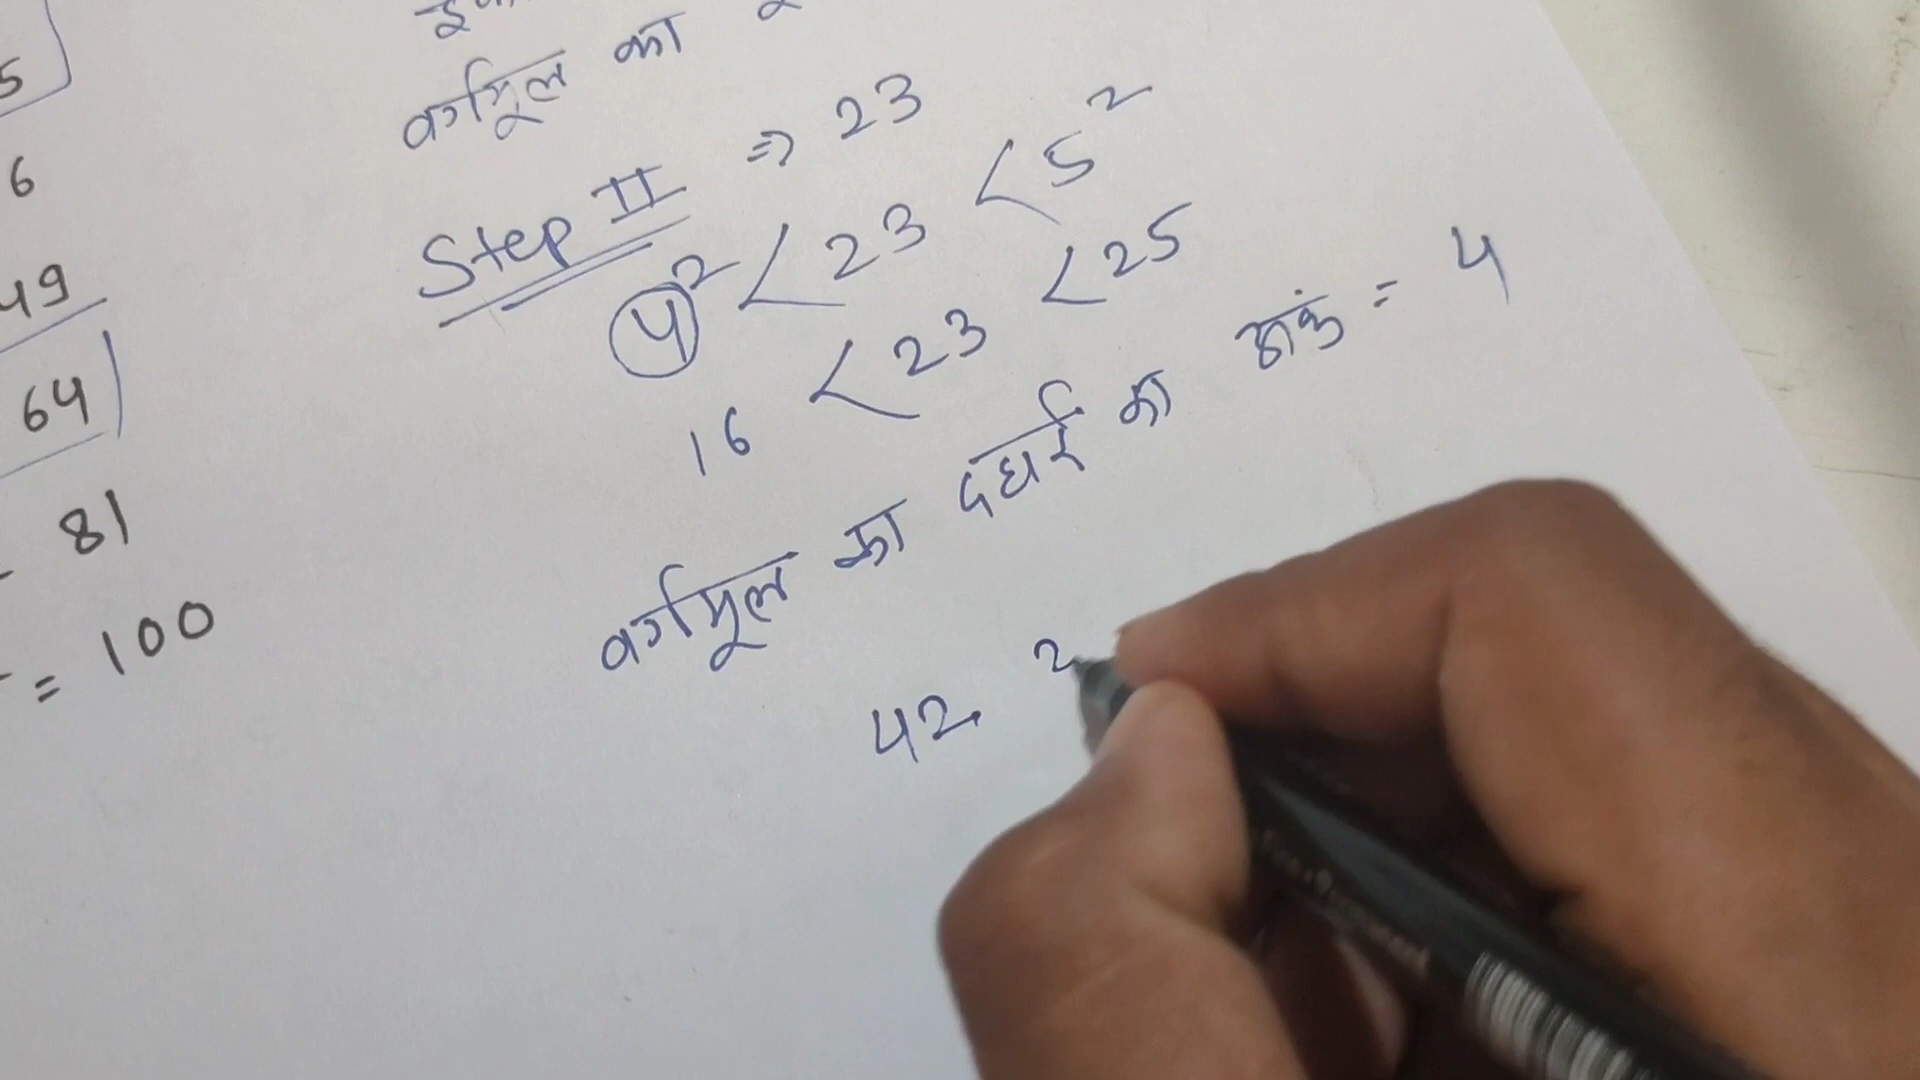 5
6
49
64
81
= 100
वर्गमूल का
Step II => 23
4² < 23 < 5²
16 < 23 < 25
वर्गमूल का दहाई का अंक = 4
42 2